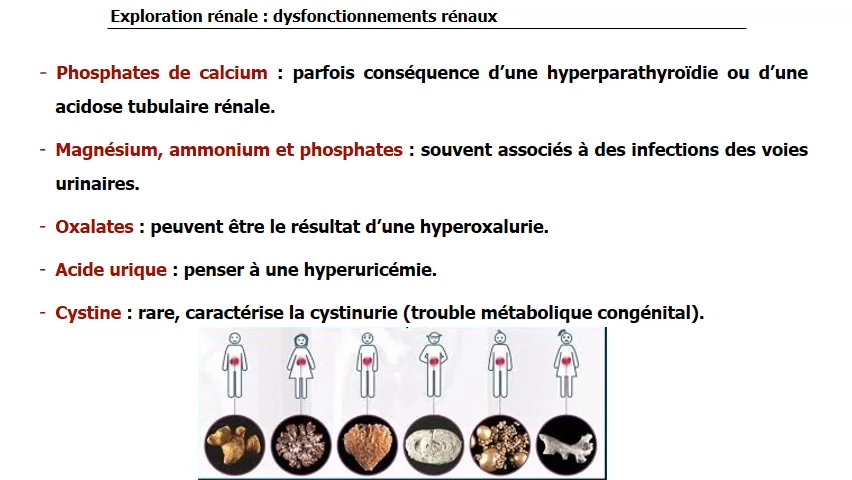 Exploration rénale : dysfonctionnements rénaux
- Phosphates de calcium : parfois conséquence d’une hyperparathyroïdie ou d’une
acidose tubulaire rénale.
- Magnésium, ammonium et phosphates : souvent associés à des infections des voies
urinaires.
- Oxalates : peuvent être le résultat d’une hyperoxalurie.
- Acide urique : penser à une hyperuricémie.
- Cystine : rare, caractérise la cystinurie (trouble métabolique congénital).